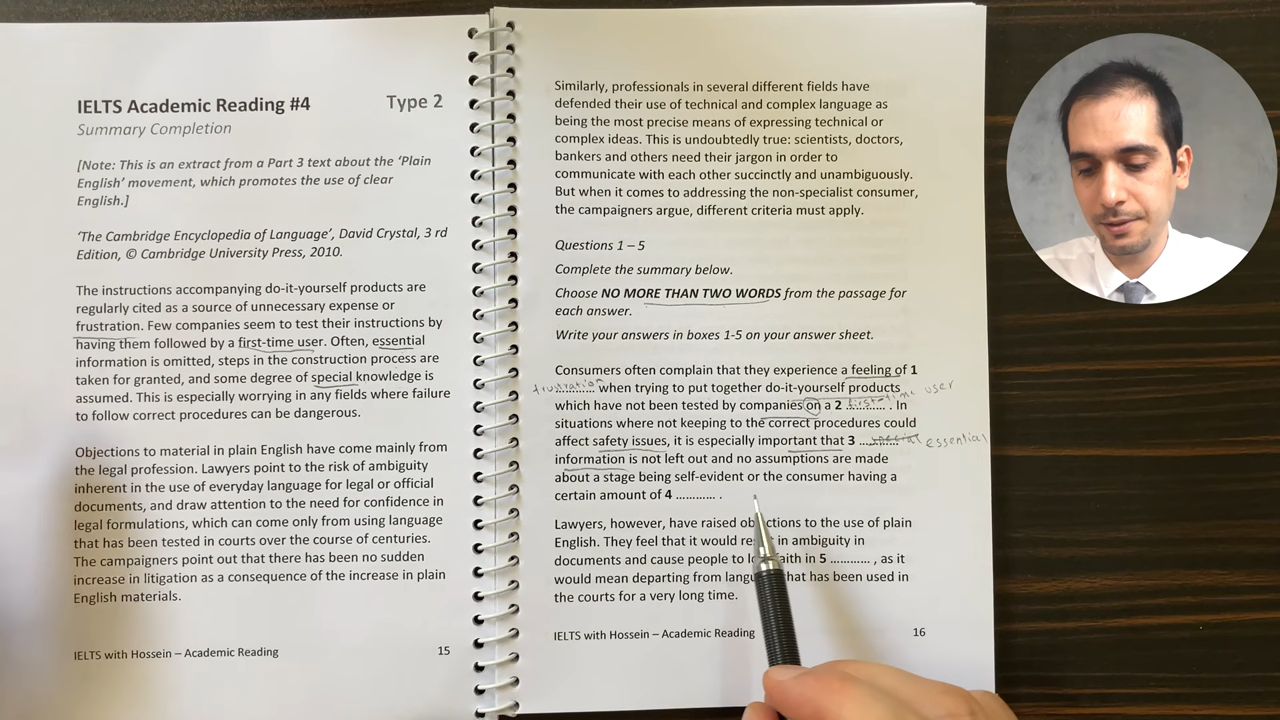 IELTS Academic Reading #4 Type 2
Summary Completion
[Note: This is an extract from a Part 3 text about the ‘Plain
English’ movement, which promotes the use of clear
English.]
‘The Cambridge Encyclopedia of Language’, David Crystal, 3 rd
Edition, © Cambridge University Press, 2010.
The instructions accompanying do-it-yourself products are
regularly cited as a source of unnecessary expense or
frustration. Few companies seem to test their instructions by
having them followed by a first-time user. Often, essential
information is omitted, steps in the construction process are
taken for granted, and some degree of special knowledge is
assumed. This is especially worrying in any fields where failure
to follow correct procedures can be dangerous.
Objections to material in plain English have come mainly from
the legal profession. Lawyers point to the risk of ambiguity
inherent in the use of everyday language for legal or official
documents, and draw attention to the need for confidence in
legal formulations, which can come only from using language
that has been tested in courts over the course of centuries.
The campaigners point out that there has been no sudden
increase in litigation as a consequence of the increase in plain
English materials.
IELTS with Hossein – Academic Reading 15
Similarly, professionals in several different fields have
defended their use of technical and complex language as
being the most precise means of expressing technical or
complex ideas. This is undoubtedly true: scientists, doctors,
bankers and others need their jargon in order to
communicate with each other succinctly and unambiguously.
But when it comes to addressing the non-specialist consumer,
the campaigners argue, different criteria must apply.
Questions 1 – 5
Complete the summary below.
Choose NO MORE THAN TWO WORDS from the passage for
each answer.
Write your answers in boxes 1-5 on your answer sheet.
Consumers often complain that they experience a feeling of 1
frustration ............ when trying to put together do-it-yourself products
which have not been tested by companies on a 2 ............ first-time user . In
situations where not keeping to the correct procedures could
affect safety issues, it is especially important that 3 ............ special essential
information is not left out and no assumptions are made
about a stage being self-evident or the consumer having a
certain amount of 4 ............ .
Lawyers, however, have raised objections to the use of plain
English. They feel that it would in ambiguity in
documents and cause people to faith in 5 ............ , as it
would mean departing from that has been used in
the courts for a very long time.
IELTS with Hossein – Academic Reading 16